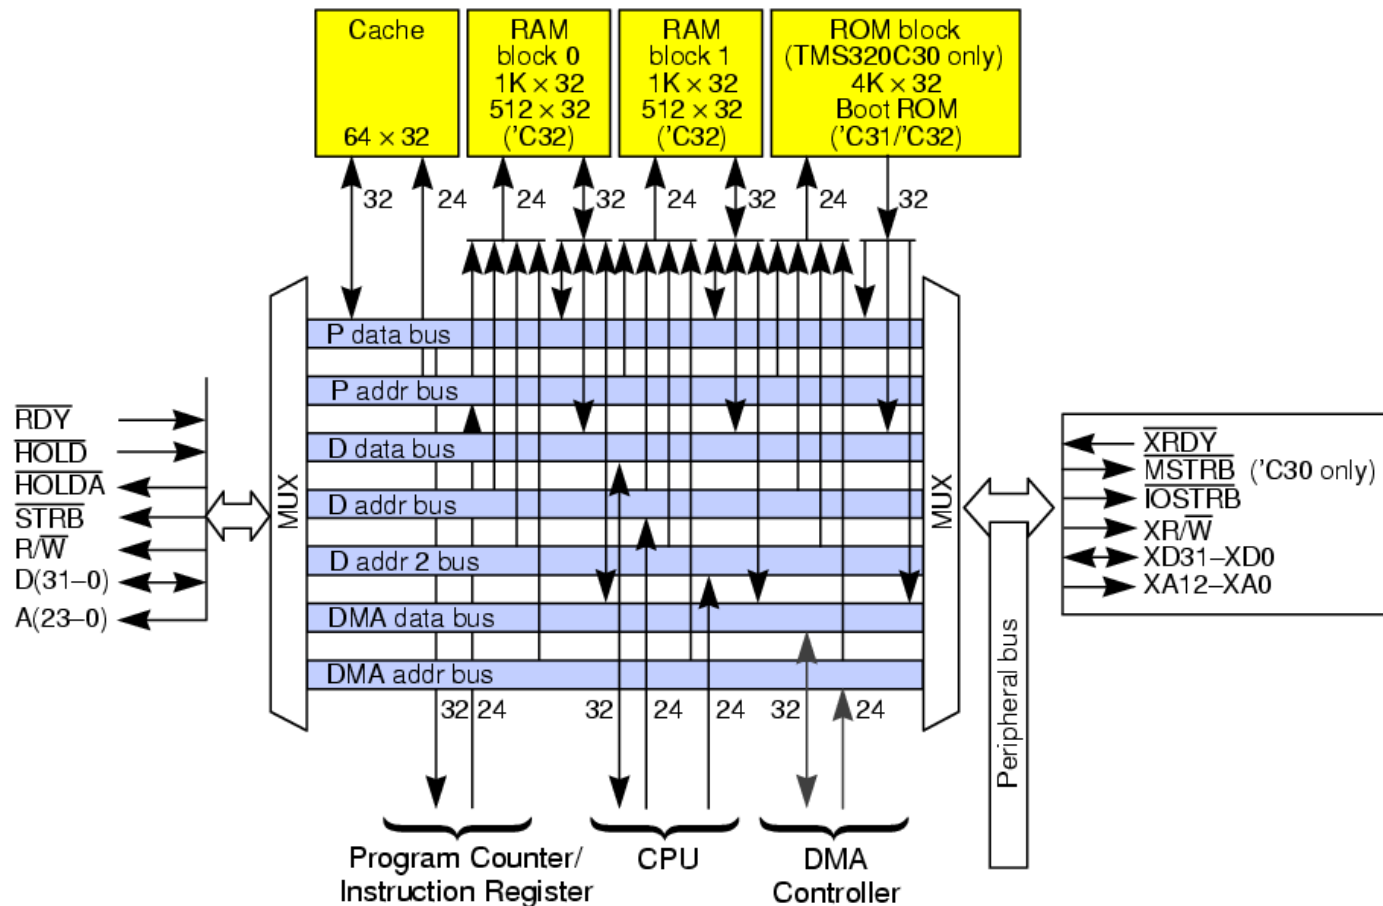 Cache
64 × 32
RAM
block 0
1K × 32
512 × 32
('C32)
RAM
block 1
1K × 32
512 × 32
('C32)
ROM block
(TMS320C30 only)
4K × 32
Boot ROM
('C31/'C32)
32
24
24
32
24
32
24
32
P data bus
P addr bus
D data bus
D addr bus
D addr 2 bus
DMA data bus
DMA addr bus
MUX
MUX
RDY
HOLD
HOLDA
STRB
R/W
D(31–0)
A(23–0)
XRDY
MSTRB ('C30 only)
IOSTRB
XR/W
XD31–XD0
XA12–XA0
Peripheral bus
32
24
32
24
24
32
24
Program Counter/
Instruction Register
CPU
DMA
Controller